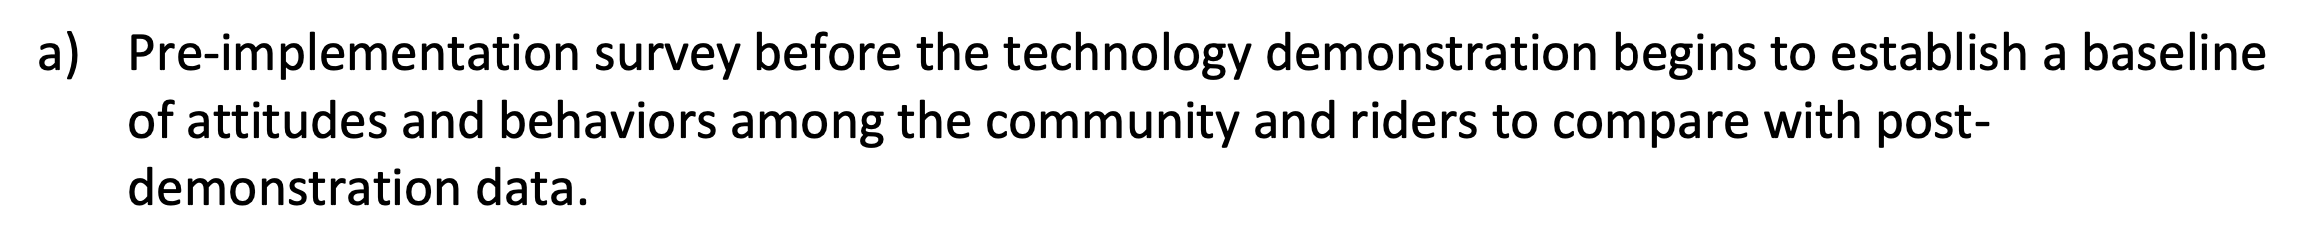 a) Pre-implementation survey before the technology demonstration begins to establish a baseline
of attitudes and behaviors among the community and riders to compare with post-
demonstration data.